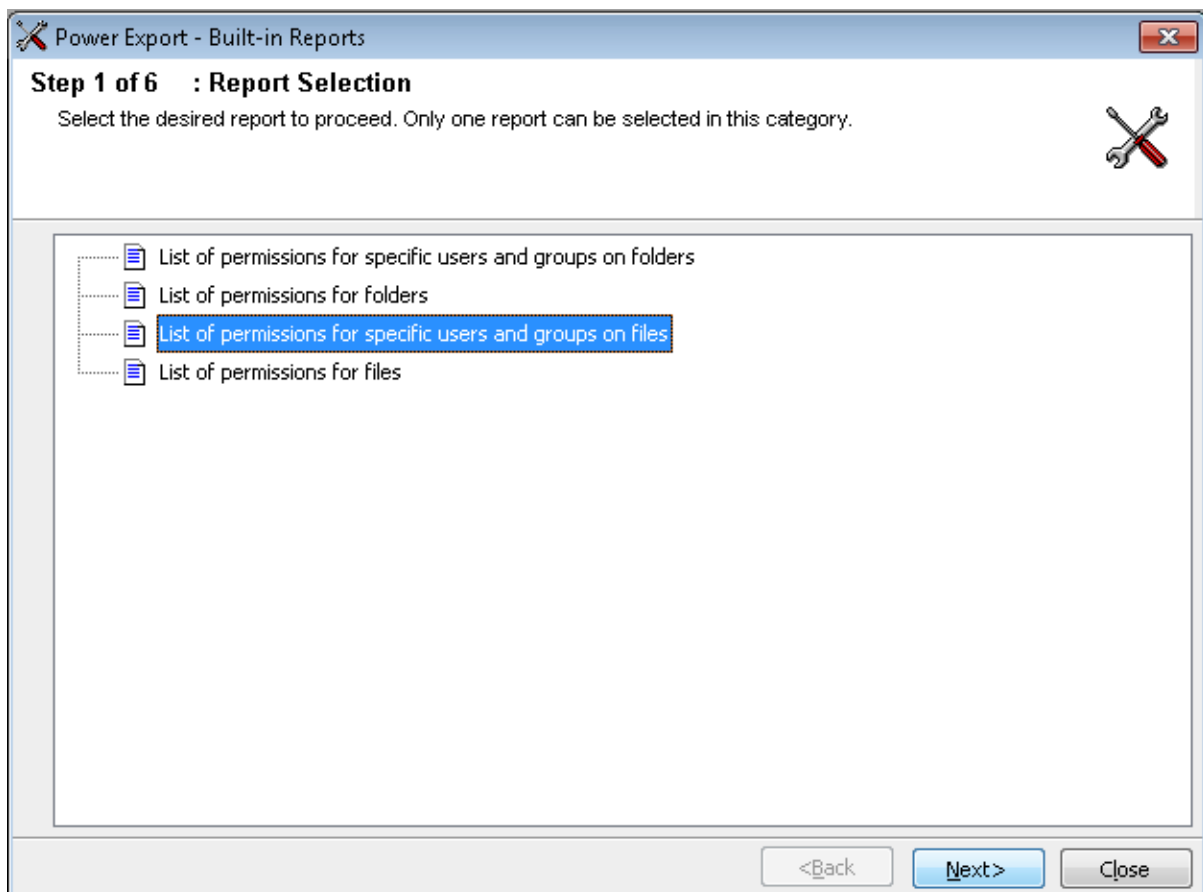 Power Export - Built-in Reports
Step 1 of 6 : Report Selection
Select the desired report to proceed. Only one report can be selected in this category.
List of permissions for specific users and groups on folders
List of permissions for folders
List of permissions for specific users and groups on files
List of permissions for files
<Back Next> Close